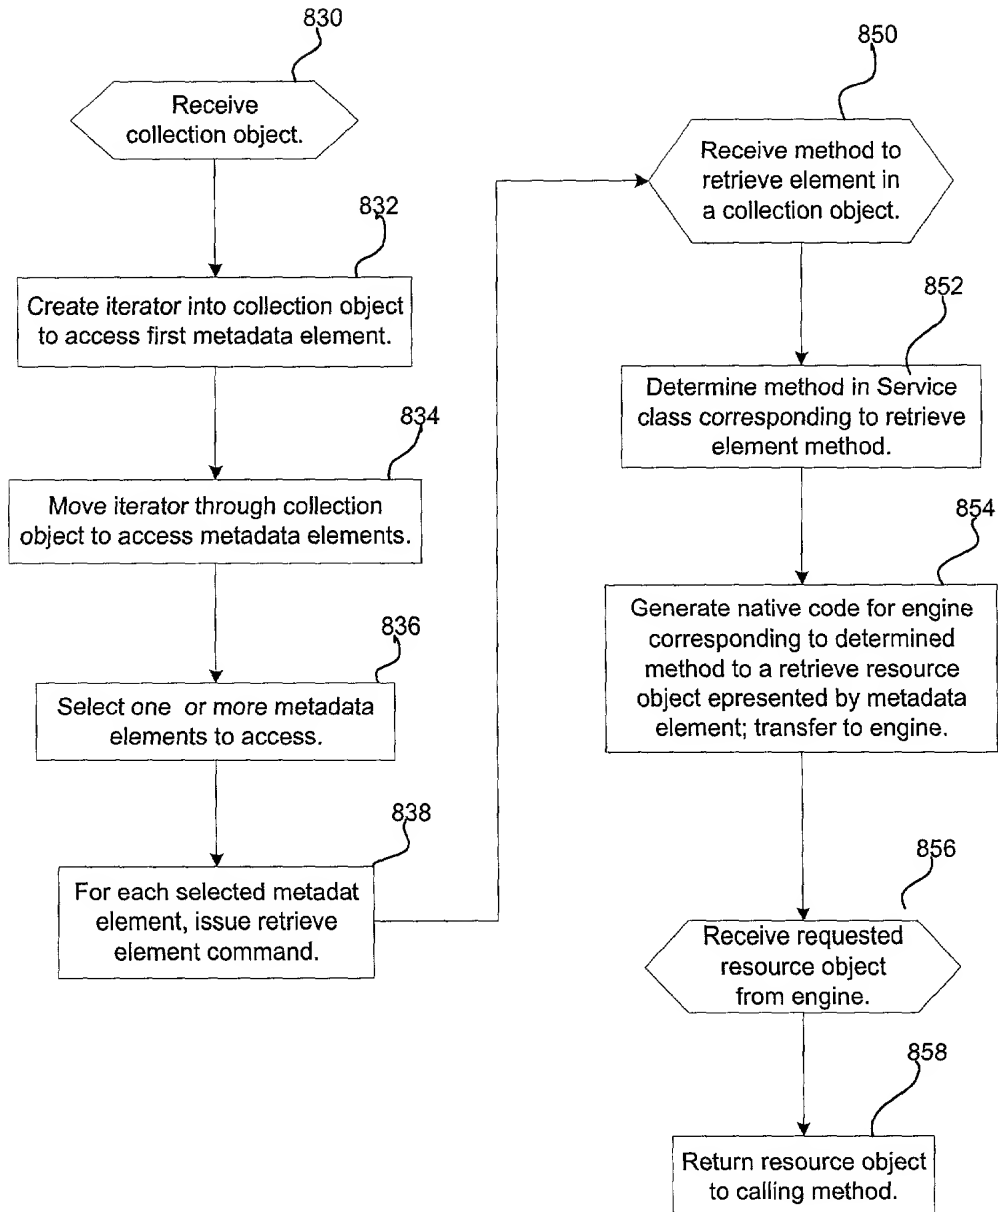 830
Receive
collection object.
832
Create iterator into collection object
to access first metadata element.
834
Move iterator through collection
object to access metadata elements.
836
Select one or more metadata
elements to access.
838
For each selected metadat
element, issue retrieve
element command.
850
Receive method to
retrieve element in
a collection object.
852
Determine method in Service
class corresponding to retrieve
element method.
854
Generate native code for engine
corresponding to determined
method to a retrieve resource
object epresented by metadata
element; transfer to engine.
856
Receive requested
resource object
from engine.
858
Return resource object
to calling method.